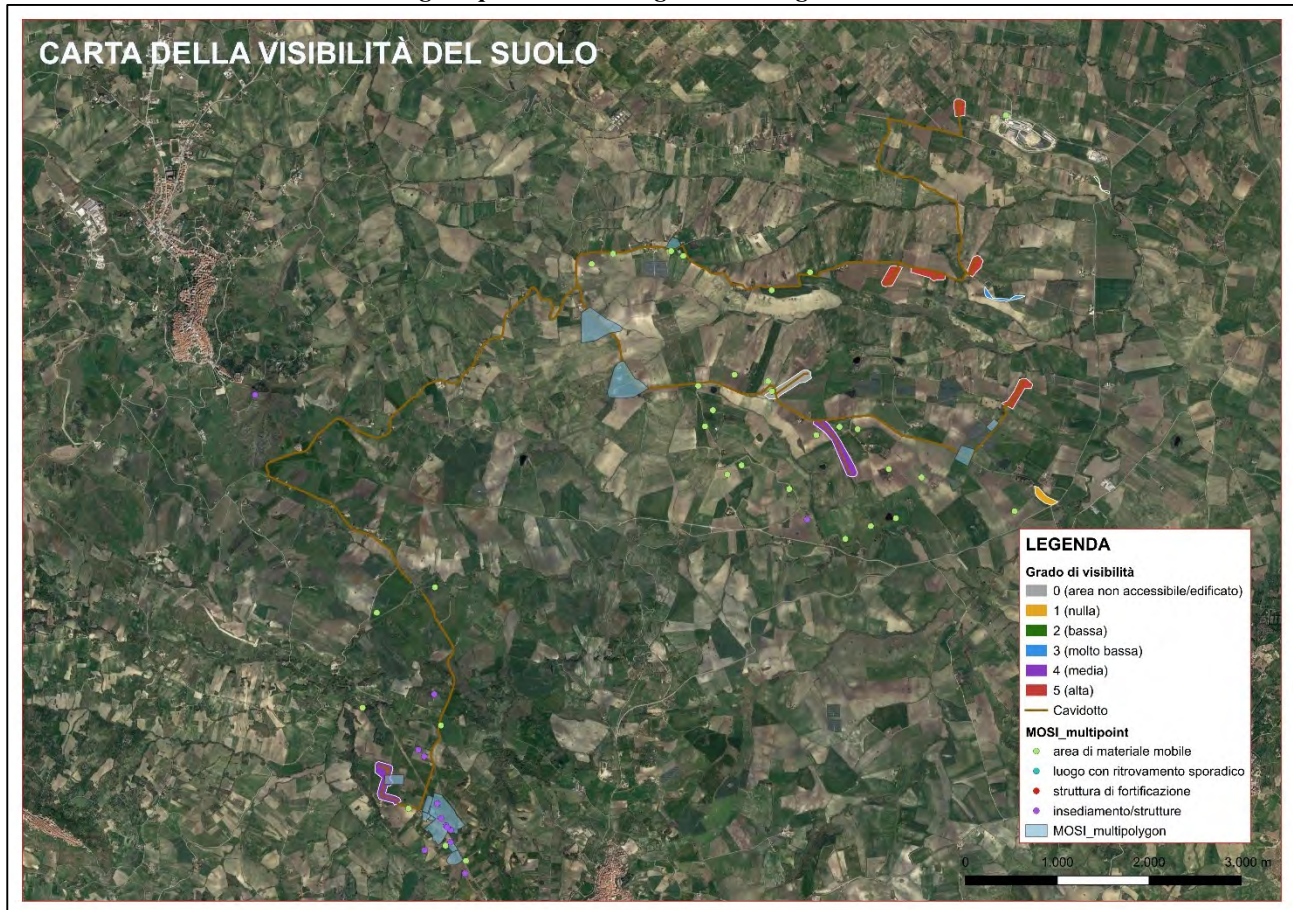 CARTA DELLA VISIBILITÀ DEL SUOLO
LEGENDA
Grado di visibilità
0 (area non accessibile/edificato)
1 (nulla)
2 (bassa)
3 (molto bassa)
4 (media)
5 (alta)
Cavidotto
MOSI_multipoint
area di materiale mobile
luogo con ritrovamento sporadico
struttura di fortificazione
insediamento/strutture
MOSI_multipolygon
0 1.000 2.000 3.000 m